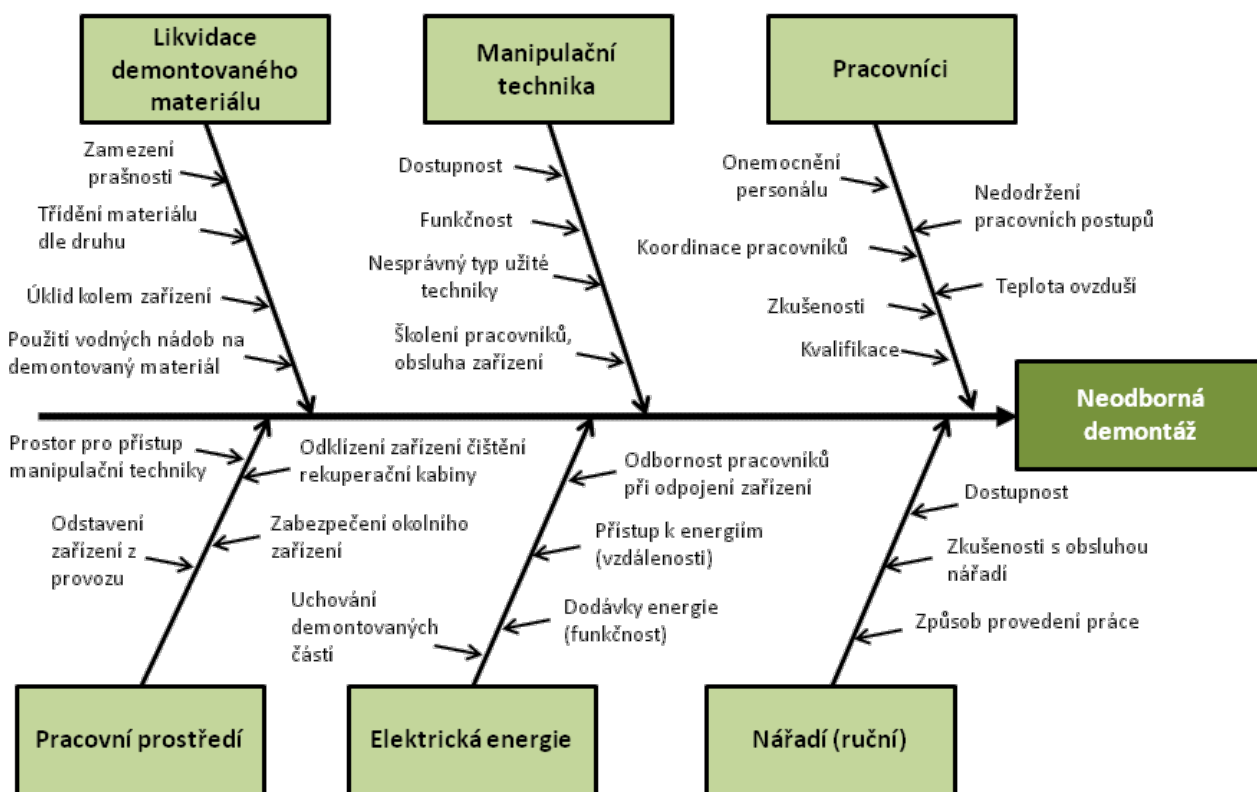 Likvidace
demontovaného
materiálu
Manipulační
technika
Pracovníci
Zamezení
prašnosti
Třídění materiálu
dle druhu
Úklid kolem zařízení
Použití vodných nádob na
demontovaný materiál
Dostupnost
Funkčnost
Nesprávný typ užité
techniky
Školení pracovníků,
obsluha zařízení
Onemocnění
personálu
Nedodržení
pracovních postupů
Koordinace pracovníků
Teplota ovzduší
Zkušenosti
Kvalifikace
Neodborná
demontáž
Prostor pro přístup
manipulační techniky
Odklízení zařízení čištění
rekuperační kabiny
Odstavení
zařízení z
provozu
Zabezpečení okolního
zařízení
Odbornost pracovníků
při odpojení zařízení
Přístup k energiím
(vzdálenosti)
Uchování
demontovaných
částí
Dodávky energie
(funkčnost)
Dostupnost
Zkušenosti s obsluhou
nářadí
Způsob provedení práce
Pracovní prostředí
Elektrická energie
Nářadí (ruční)